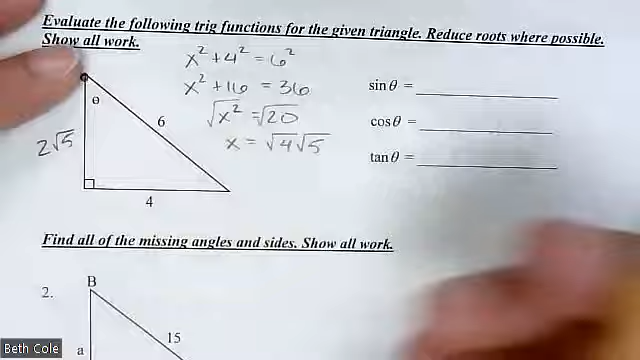 Evaluate the following trig functions for the given triangle. Reduce roots where possible.
Show all work.
x² + 4² = 6²
x² + 16 = 36
√x² = √20
x = √4√5
θ
6
2√5
4
sin θ =
cos θ =
tan θ =
Find all of the missing angles and sides. Show all work.
2.
B
15
a
Beth Cole